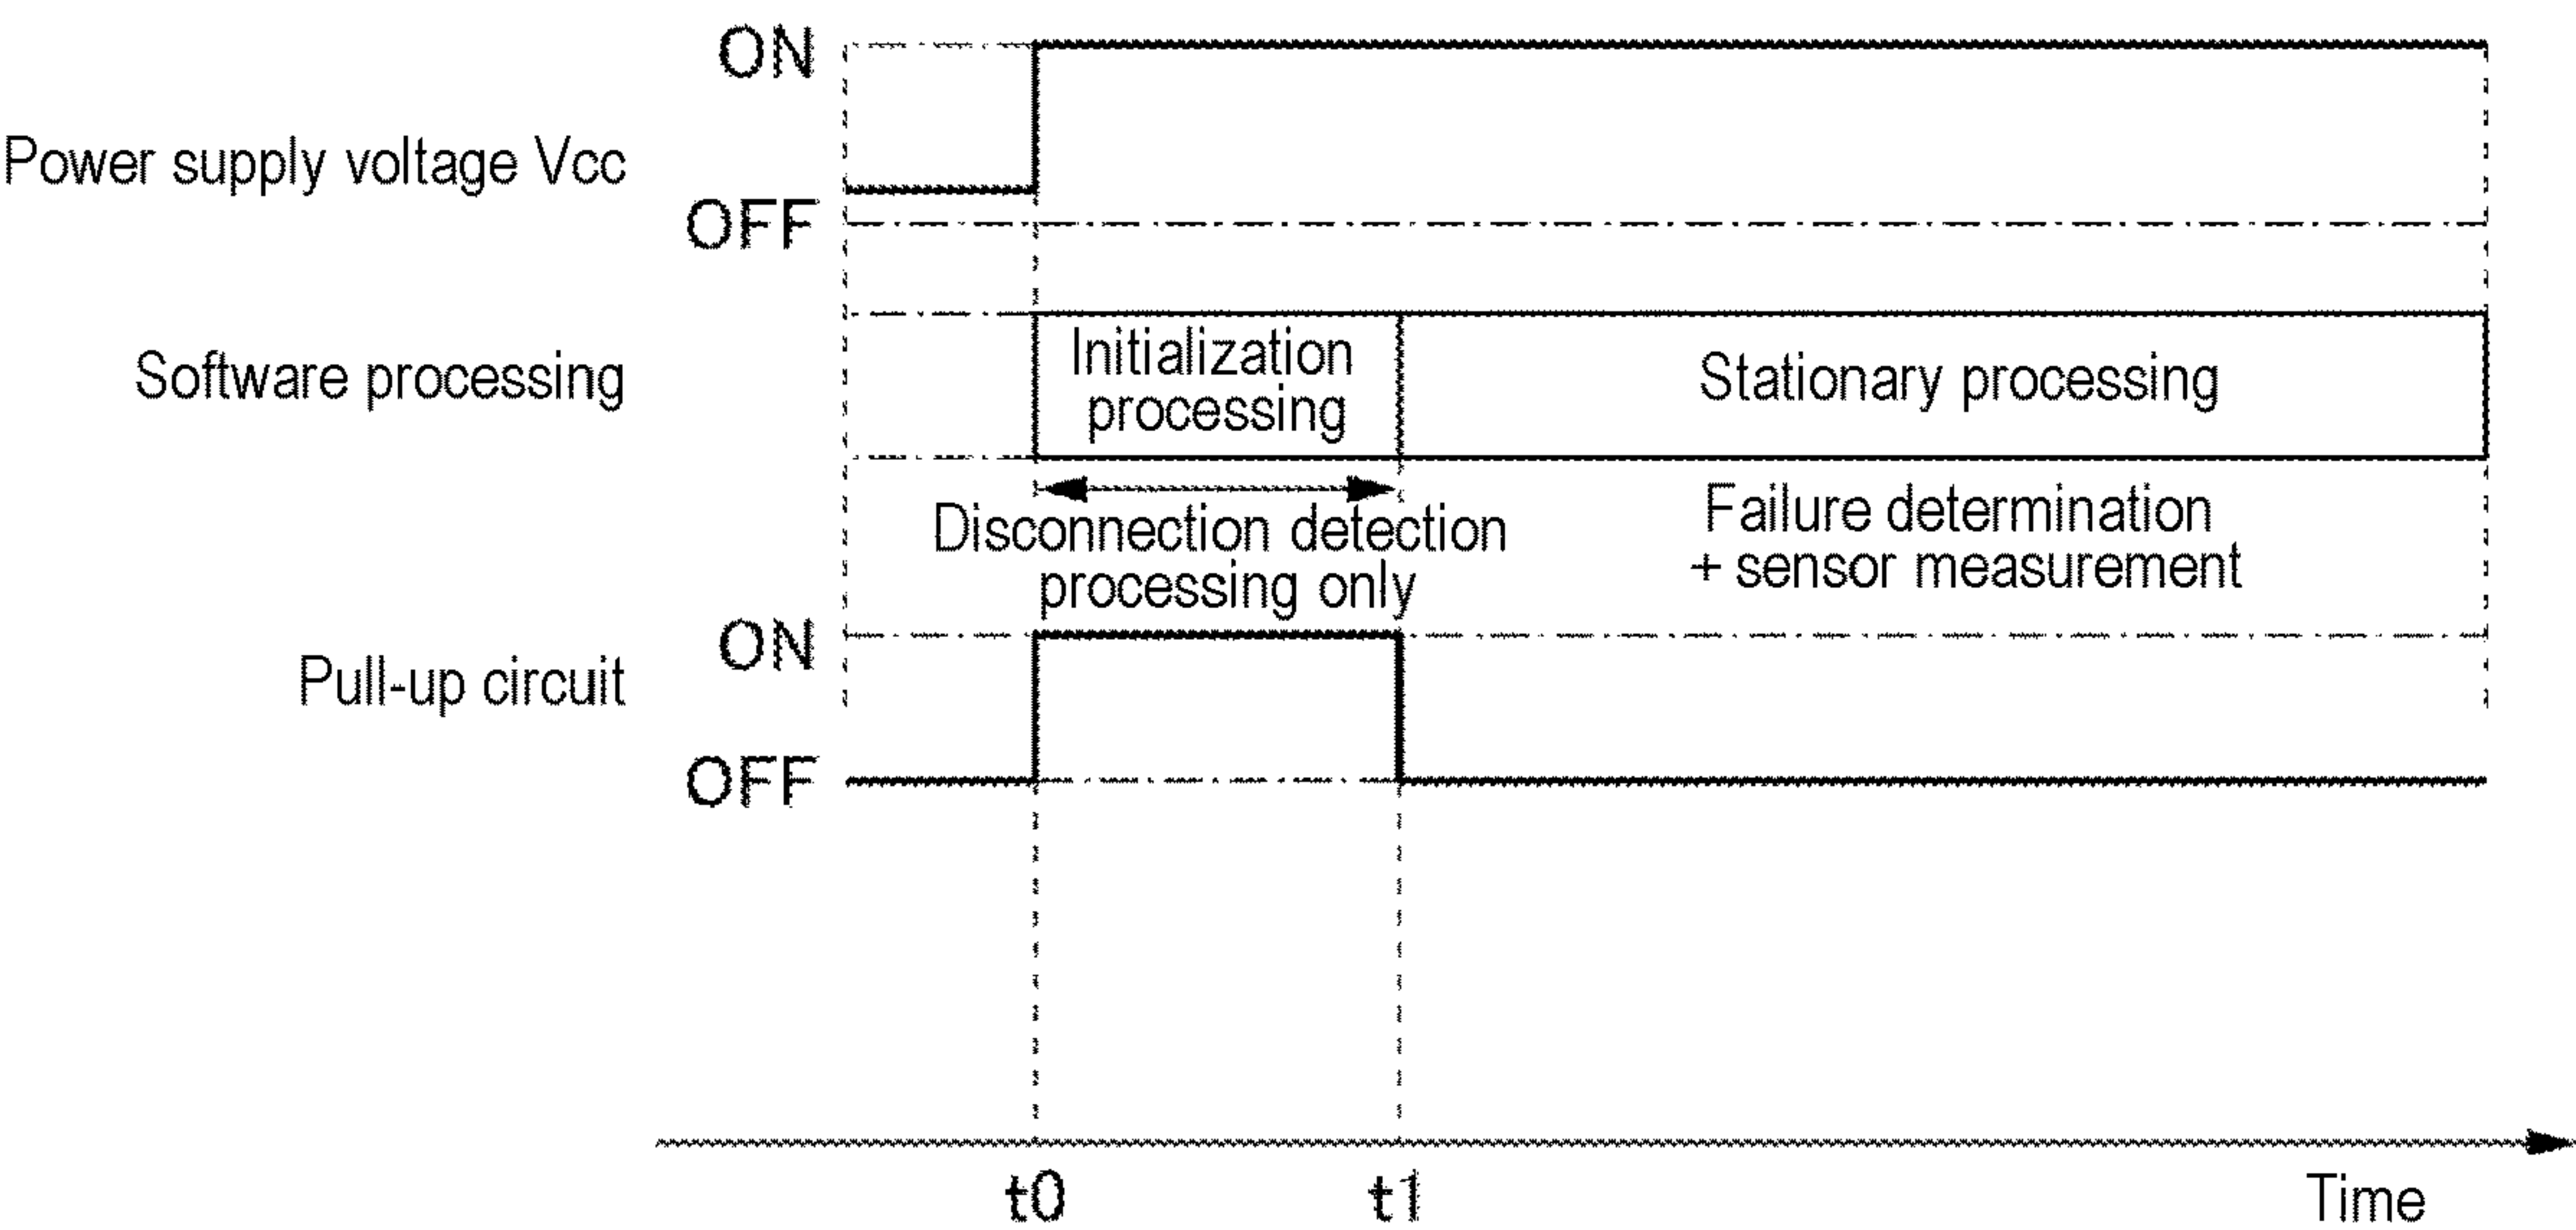 ON
Power supply voltage Vcc
OFF
Software processing
Initialization
processing
Stationary processing
Disconnection detection
processing only
Failure determination
+ sensor measurement
ON
Pull-up circuit
OFF
t0
t1
Time